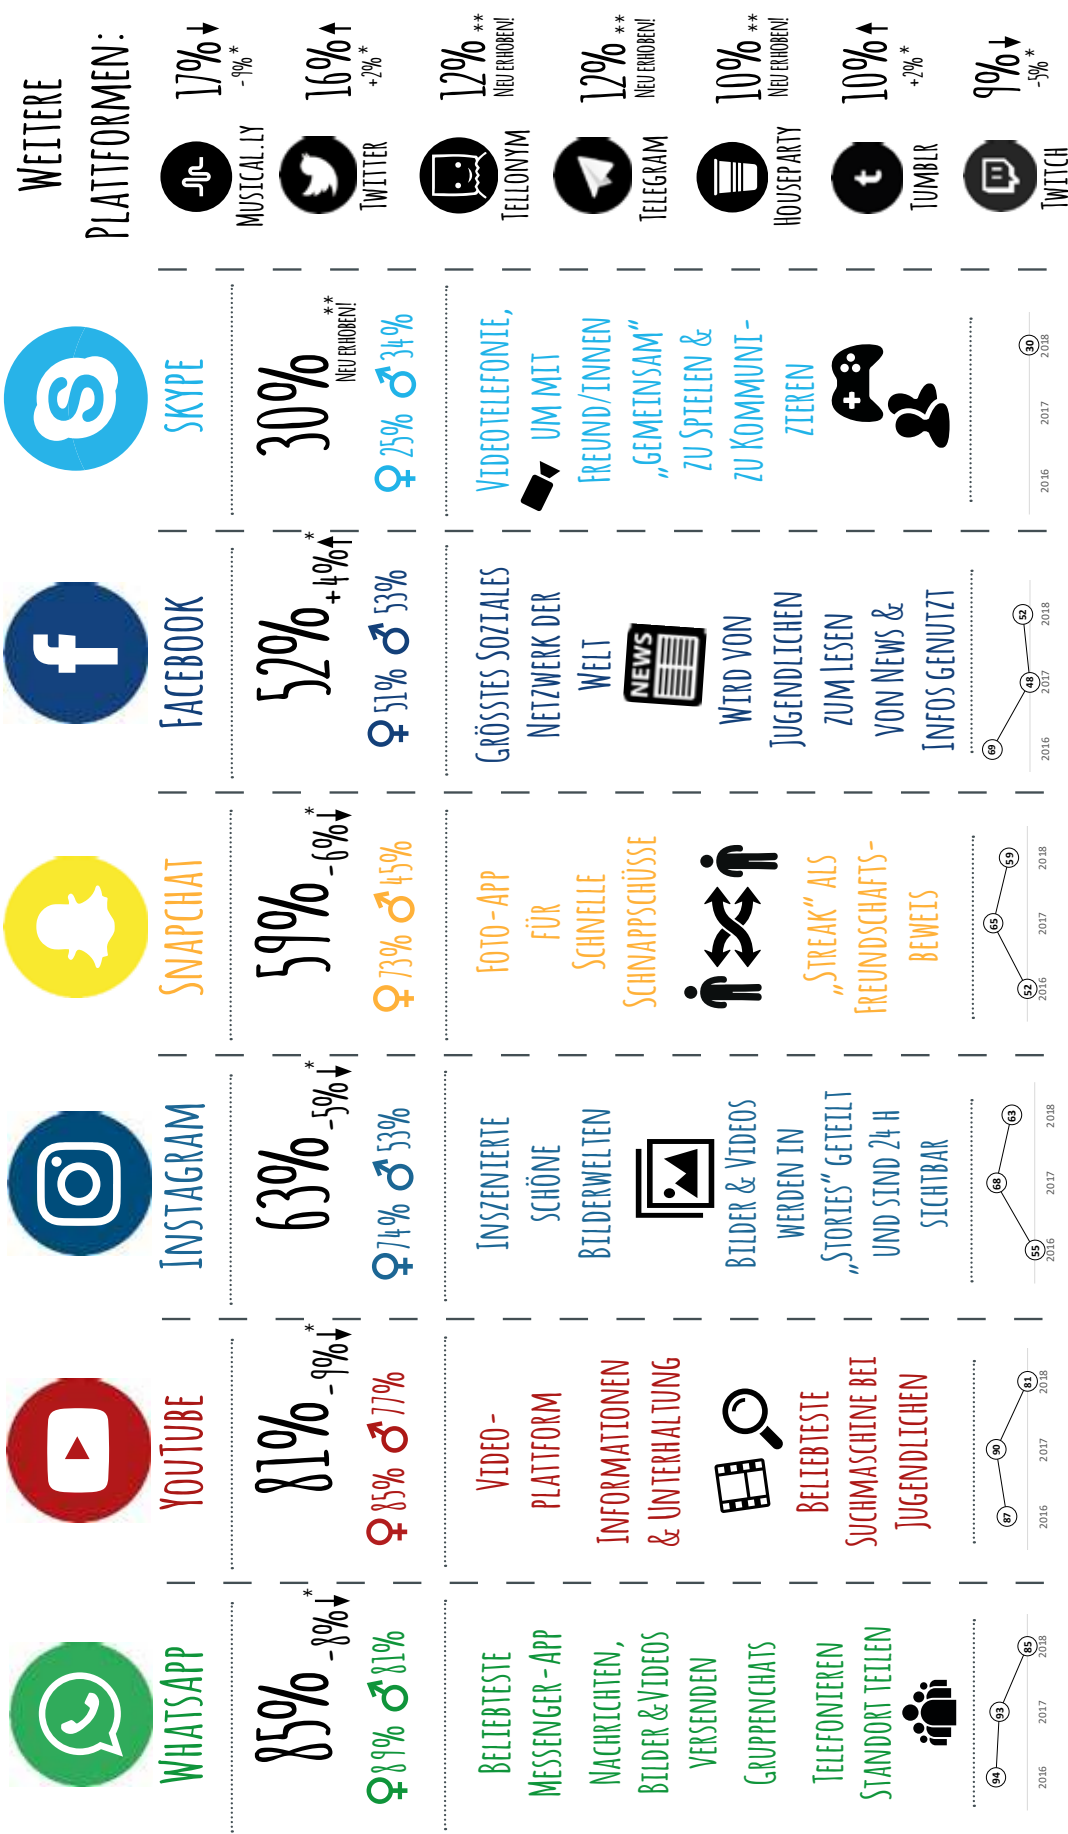 WHATSAPP
85%
-8%*
89% 81%
BELIEBTESTE
MESSENGER-APP
NACHRICHTEN,
BILDER &VIDEOS
VERSENDEN
GRUPPENCHATS
TELEFONIEREN
STANDORT TEILEN
94
93
85
2016 2017 2018
YOUTUBE
81%
-9%*
85% 77%
VIDEO-
PLATTFORM
INFORMATIONEN
& UNTERHALTUNG
BELIEBTESTE
SUCHMASCHINE BEI
JUGENDLICHEN
87
90
81
2016 2017 2018
INSTAGRAM
63%
-5%*
74% 53%
INSZENIERTE
SCHÖNE
BILDERWELTEN
BILDER & VIDEOS
WERDEN IN
„STORIES“ GETEILT
UND SIND 24 H
SICHTBAR
55
68
63
2016 2017 2018
SNAPCHAT
59%
-6%*
73% 45%
FOTO-APP
FÜR
SCHNELLE
SCHNAPPSCHÜSSE
„STREAK“ ALS
FREUNDSCHAFTS-
BEWEIS
52
65
59
2016 2017 2018
f
FACEBOOK
52%
+4%*
51% 53%
GRÖSSTES SOZIALES
NETZWERK DER
WELT
NEWS
WIRD VON
JUGENDLICHEN
ZUM LESEN
VON NEWS &
INFOS GENUTZT
69
48
52
2016 2017 2018
S
SKYPE
30%
**
NEU ERHOBEN!
25% 34%
VIDEOTELEFONIE,
UM MIT
FREUND/INNEN
„GEMEINSAM“
ZU SPIELEN &
ZU KOMMUNI-
ZIEREN
30
2016 2017 2018
WEITERE
PLATTFORMEN:
MUSICAL.LY
17%
-9%*
TWITTER
16%
+2%*
TELLONYM
12% **
NEU ERHOBEN!
TELEGRAM
12% **
NEU ERHOBEN!
HOUSEPARTY
10% **
NEU ERHOBEN!
t
TUMBLR
10%
+2%*
TWITCH
9%
-5%*